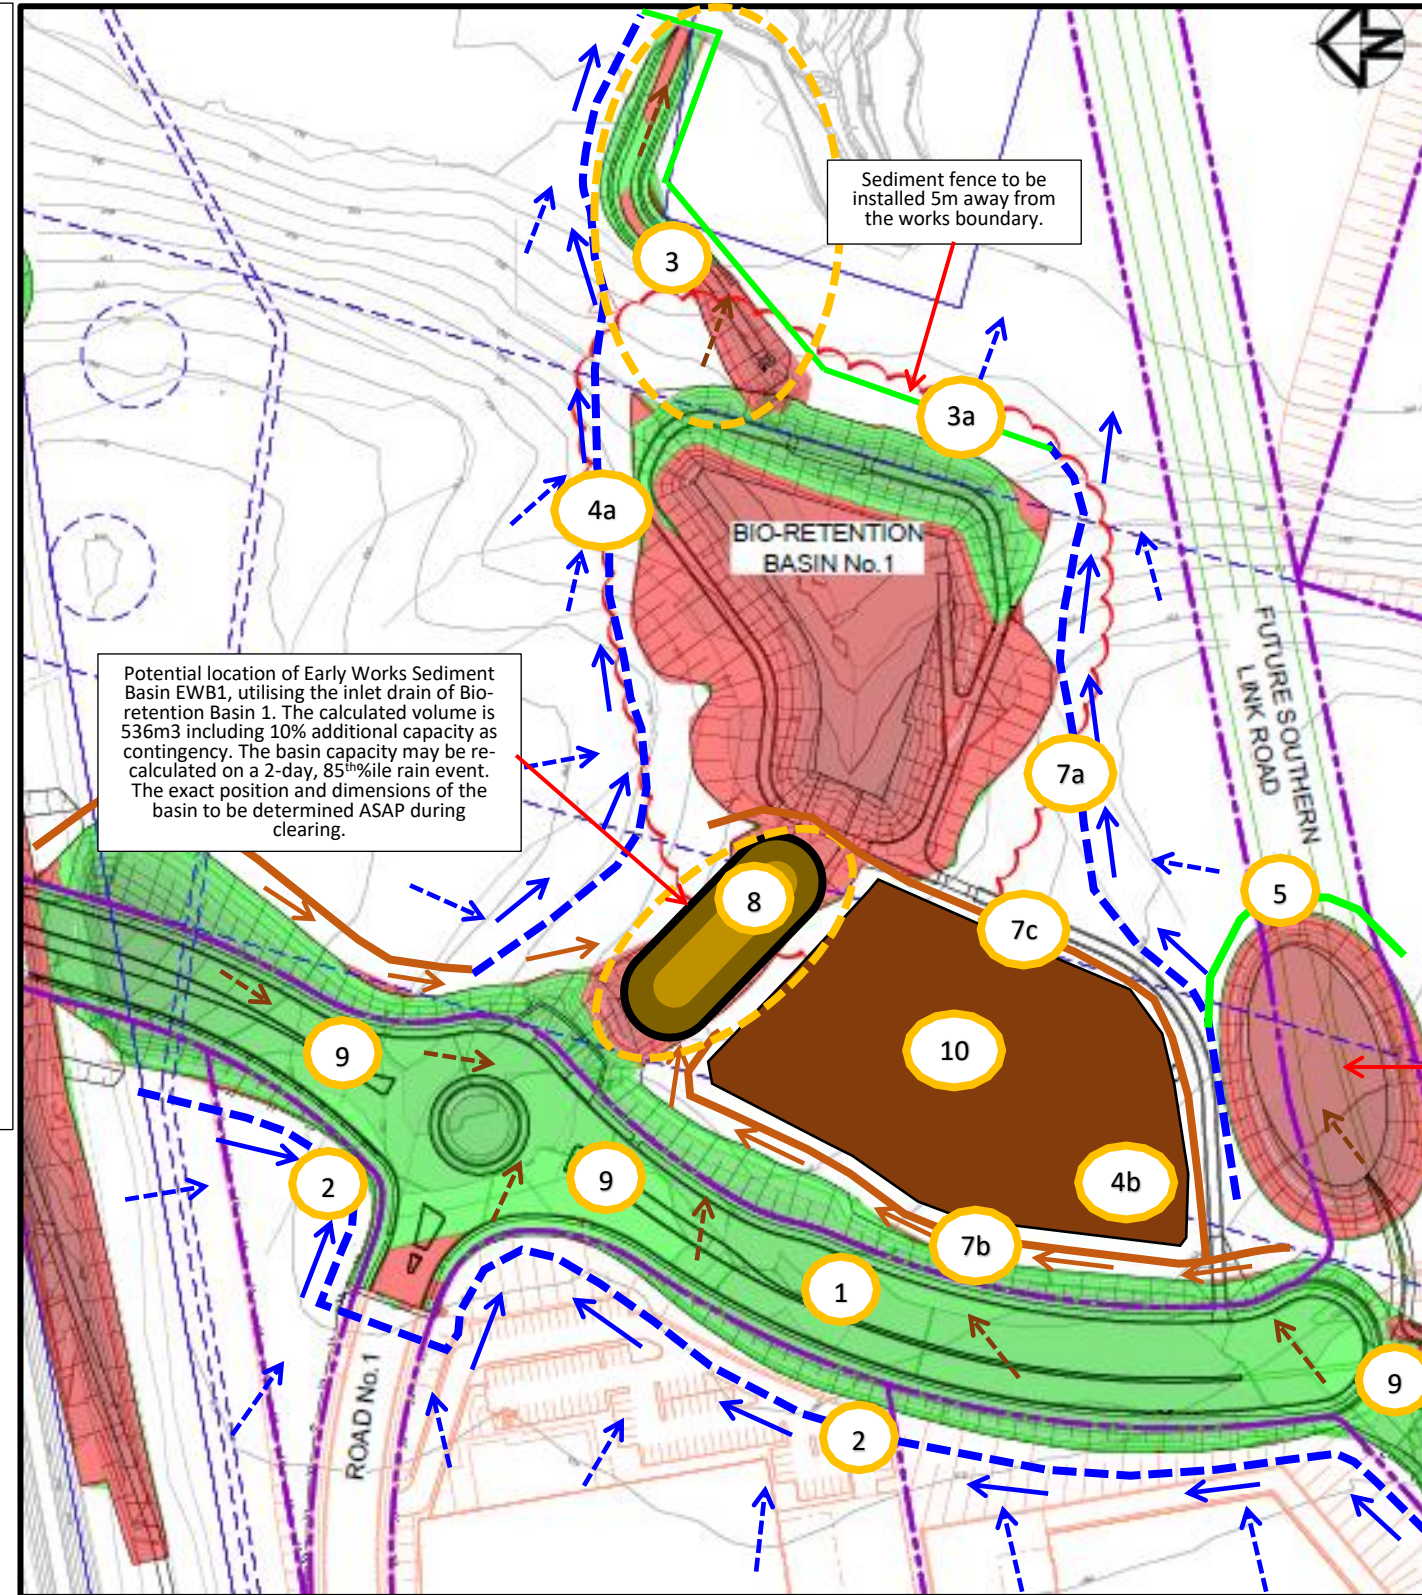 N
Sediment fence to be
installed 5m away from
the works boundary.
3
3a
4a
BIO-RETENTION
BASIN No.1
FUTURE SOUTHERN
LINK ROAD
Potential location of Early Works Sediment
Basin EWB1, utilising the inlet drain of Bio-
retention Basin 1. The calculated volume is
536m3 including 10% additional capacity as
contingency. The basin capacity may be re-
calculated on a 2-day, 85th%ile rain event.
The exact position and dimensions of the
basin to be determined ASAP during
clearing.
7a
5
8
7c
10
9
9
2
4b
7b
1
9
ROAD No.1
2